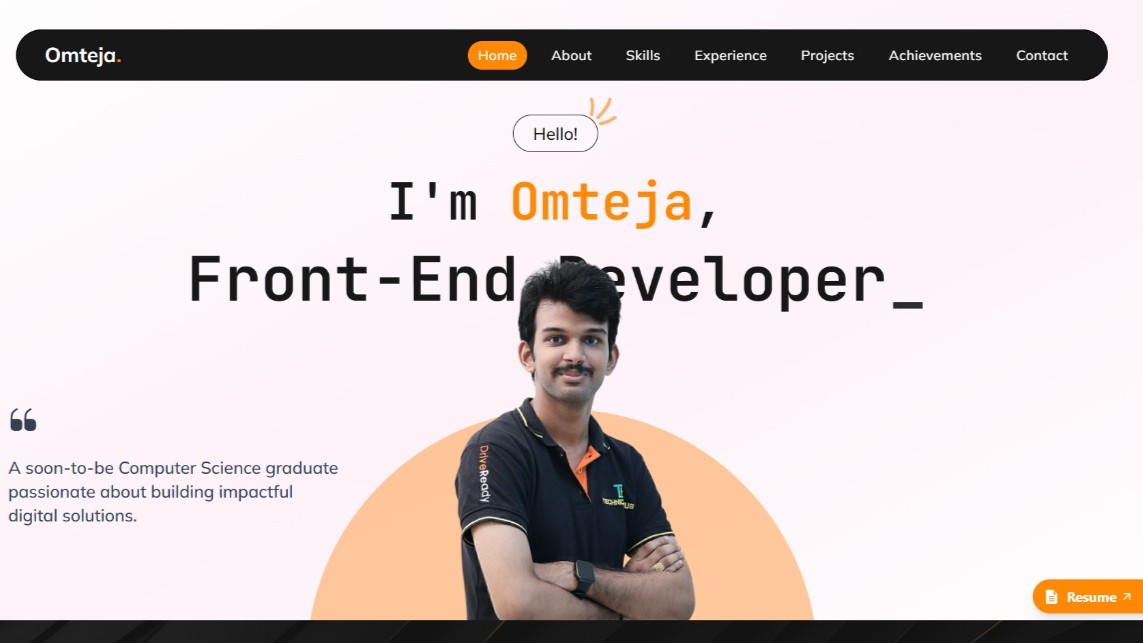 Omteja.
Home About Skills Experience Projects Achievements Contact
Hello!
I'm Omteja,
Front-End Developer_
A soon-to-be Computer Science graduate
passionate about building impactful
digital solutions.
DriveReady
Resume